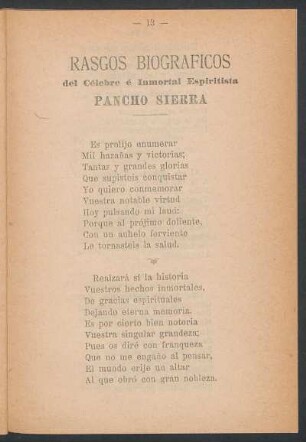 — 13 —
RASGOS BIOGRAFICOS
del Célebre é Inmortal Espiritista
PANCHO SIERRA
Es prolijo enumerar
Mil hazañas y victorias;
Tantas y grandes glorias
Que supisteis conquistar
Yo quiero conmemorar
Vuestra notable virtud
Hoy pulsando mi laud:
Porque al prójimo doliente,
Con un anhelo ferviente
Le tornasteis la salud.
Realzará si la historia
Vuestros hechos inmortales,
De gracias espirituales
Dejando eterna memoria.
Es por cierto bien notoria
Vuestra singular grandeza:
Pues os diré con franqueza
Que no me engaño al pensar,
El mundo erije un altar
Al que obró con gran nobleza.